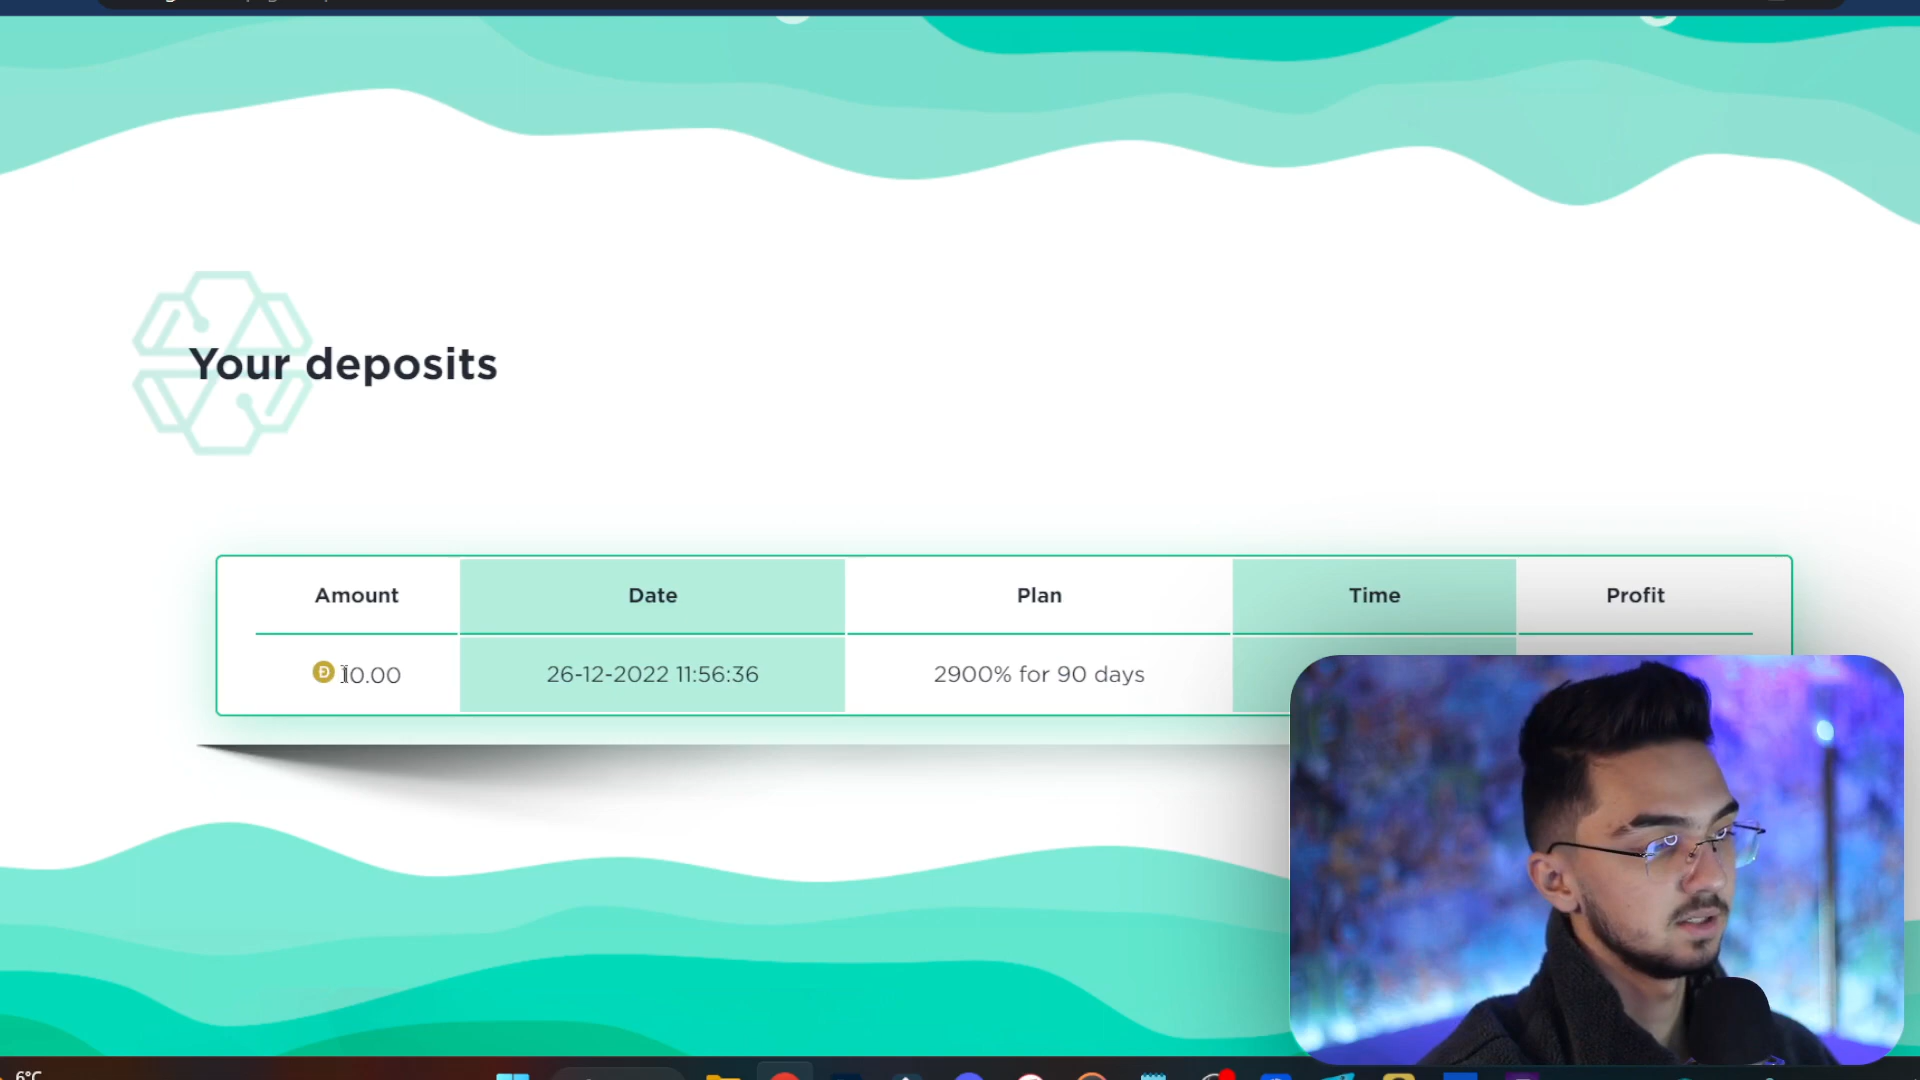 Your deposits
Amount Date Plan Time Profit
10.00 26-12-2022 11:56:36 2900% for 90 days
6°C